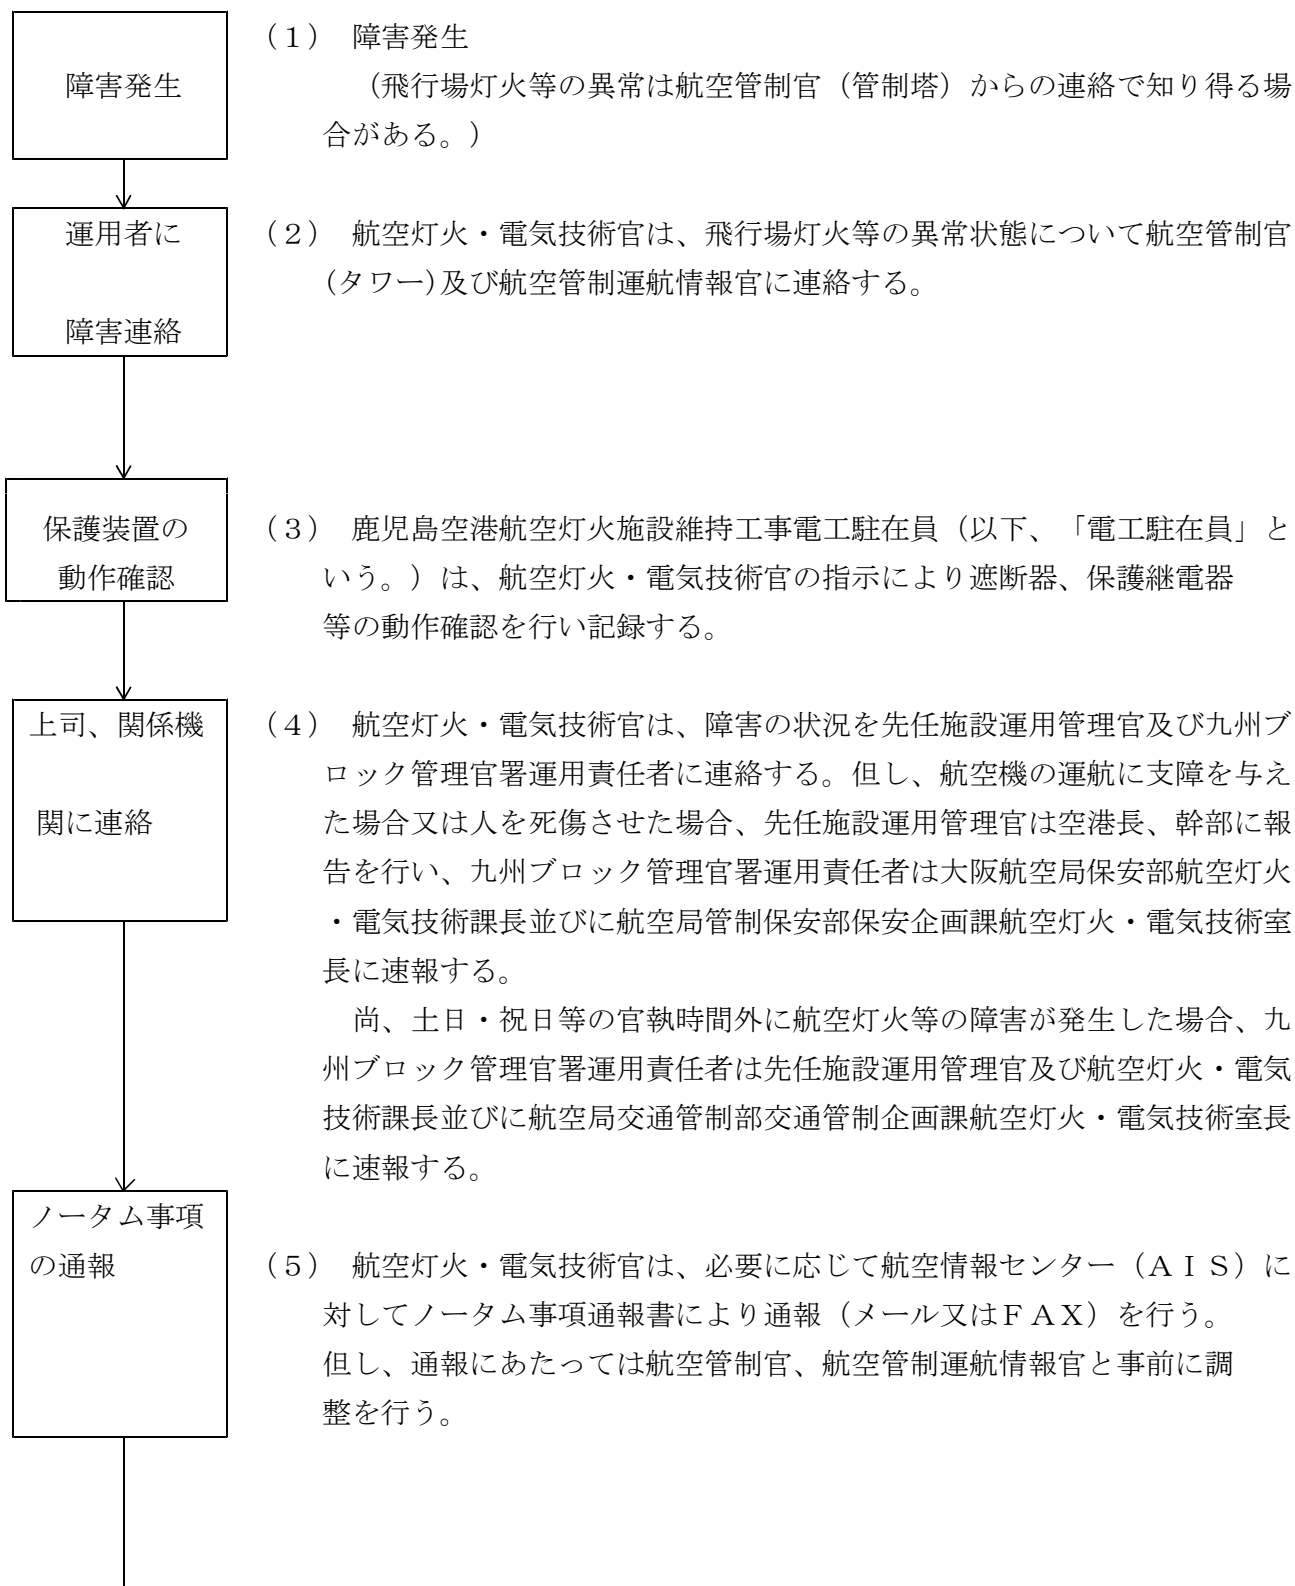 障害発生
（１）　障害発生
（飛行場灯火等の異常は航空管制官（管制塔）からの連絡で知り得る場
合がある。）
運用者に
障害連絡
（２）　航空灯火・電気技術官は、飛行場灯火等の異常状態について航空管制官
(タワー)及び航空管制運航情報官に連絡する。
保護装置の
動作確認
（３）　鹿児島空港航空灯火施設維持工事電工駐在員（以下、「電工駐在員」と
いう。）は、航空灯火・電気技術官の指示により遮断器、保護継電器
等の動作確認を行い記録する。
上司、関係機
関に連絡
（４）　航空灯火・電気技術官は、障害の状況を先任施設運用管理官及び九州ブ
ロック管理官署運用責任者に連絡する。但し、航空機の運航に支障を与え
た場合又は人を死傷させた場合、先任施設運用管理官は空港長、幹部に報
告を行い、九州ブロック管理官署運用責任者は大阪航空局保安部航空灯火
・電気技術課長並びに航空局管制保安部保安企画課航空灯火・電気技術室
長に速報する。
尚、土日・祝日等の官執時間外に航空灯火等の障害が発生した場合、九
州ブロック管理官署運用責任者は先任施設運用管理官及び航空灯火・電気
技術課長並びに航空局交通管制部交通管制企画課航空灯火・電気技術室長
に速報する。
ノータム事項
の通報
（５）　航空灯火・電気技術官は、必要に応じて航空情報センター（ＡＩＳ）に
対してノータム事項通報書により通報（メール又はＦＡＸ）を行う。
但し、通報にあたっては航空管制官、航空管制運航情報官と事前に調
整を行う。